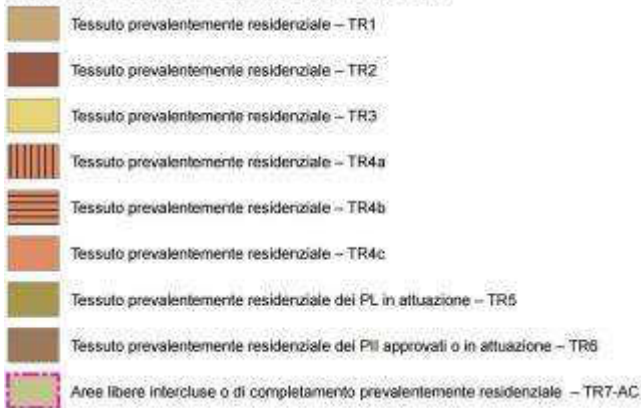 Tessuto prevalentemente residenziale – TR1
Tessuto prevalentemente residenziale – TR2
Tessuto prevalentemente residenziale – TR3
Tessuto prevalentemente residenziale – TR4a
Tessuto prevalentemente residenziale – TR4b
Tessuto prevalentemente residenziale – TR4c
Tessuto prevalentemente residenziale dei PL in attuazione – TR5
Tessuto prevalentemente residenziale dei PII approvati o in attuazione – TR6
Aree libere intercluse o di completamento prevalentemente residenziale – TR7-AC